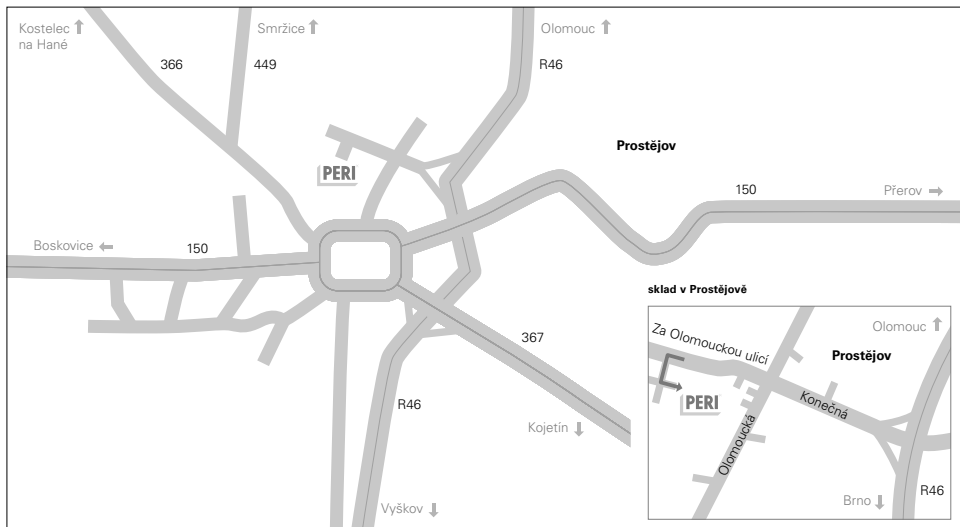 Kostelec
na Hané
Smržice
Olomouc
366
449
R46
Prostějov
PERI
150
Přerov
Boskovice
150
sklad v Prostějově
367
R46
Kojetín
Vyškov
Olomouc
Za Olomouckou ulicí
Prostějov
PERI
Konečná
Olomoucká
R46
Brno